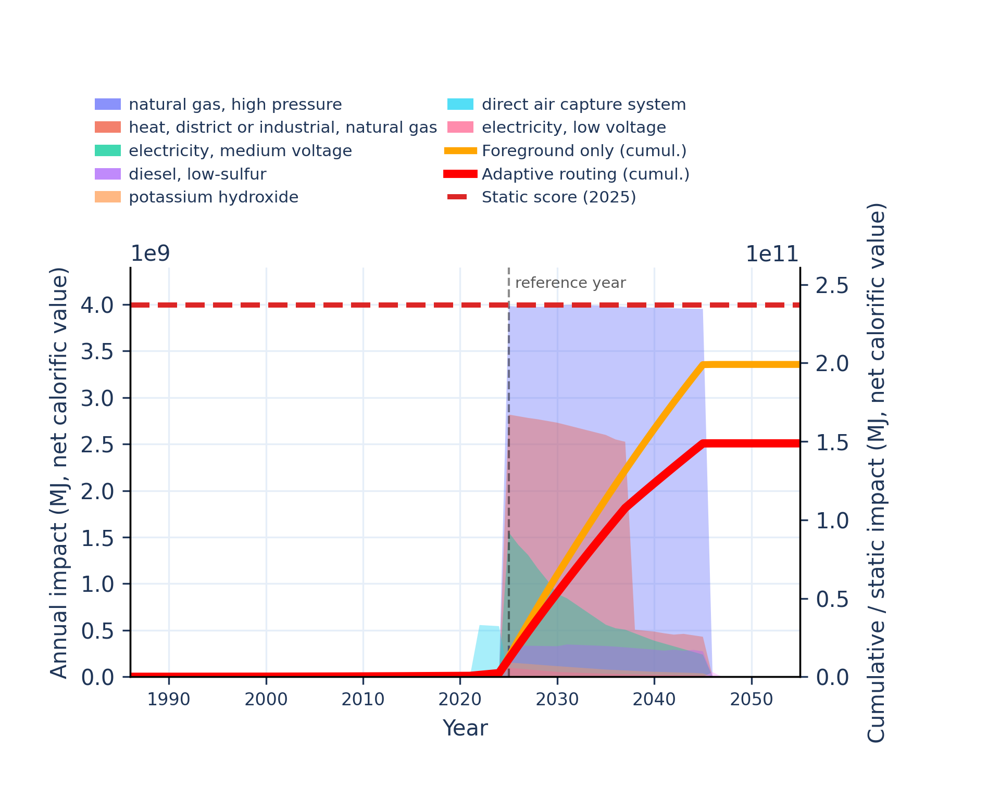 natural gas, high pressure
heat, district or industrial, natural gas
electricity, medium voltage
diesel, low-sulfur
potassium hydroxide
direct air capture system
electricity, low voltage
Foreground only (cumul.)
Adaptive routing (cumul.)
Static score (2025)
1e9
1e11
reference year
Annual impact (MJ, net calorific value)
4.0
3.5
3.0
2.5
2.0
1.5
1.0
0.5
0.0
Cumulative / static impact (MJ, net calorific value)
2.5
2.0
1.5
1.0
0.5
0.0
1990 2000 2010 2020 2030 2040 2050
Year